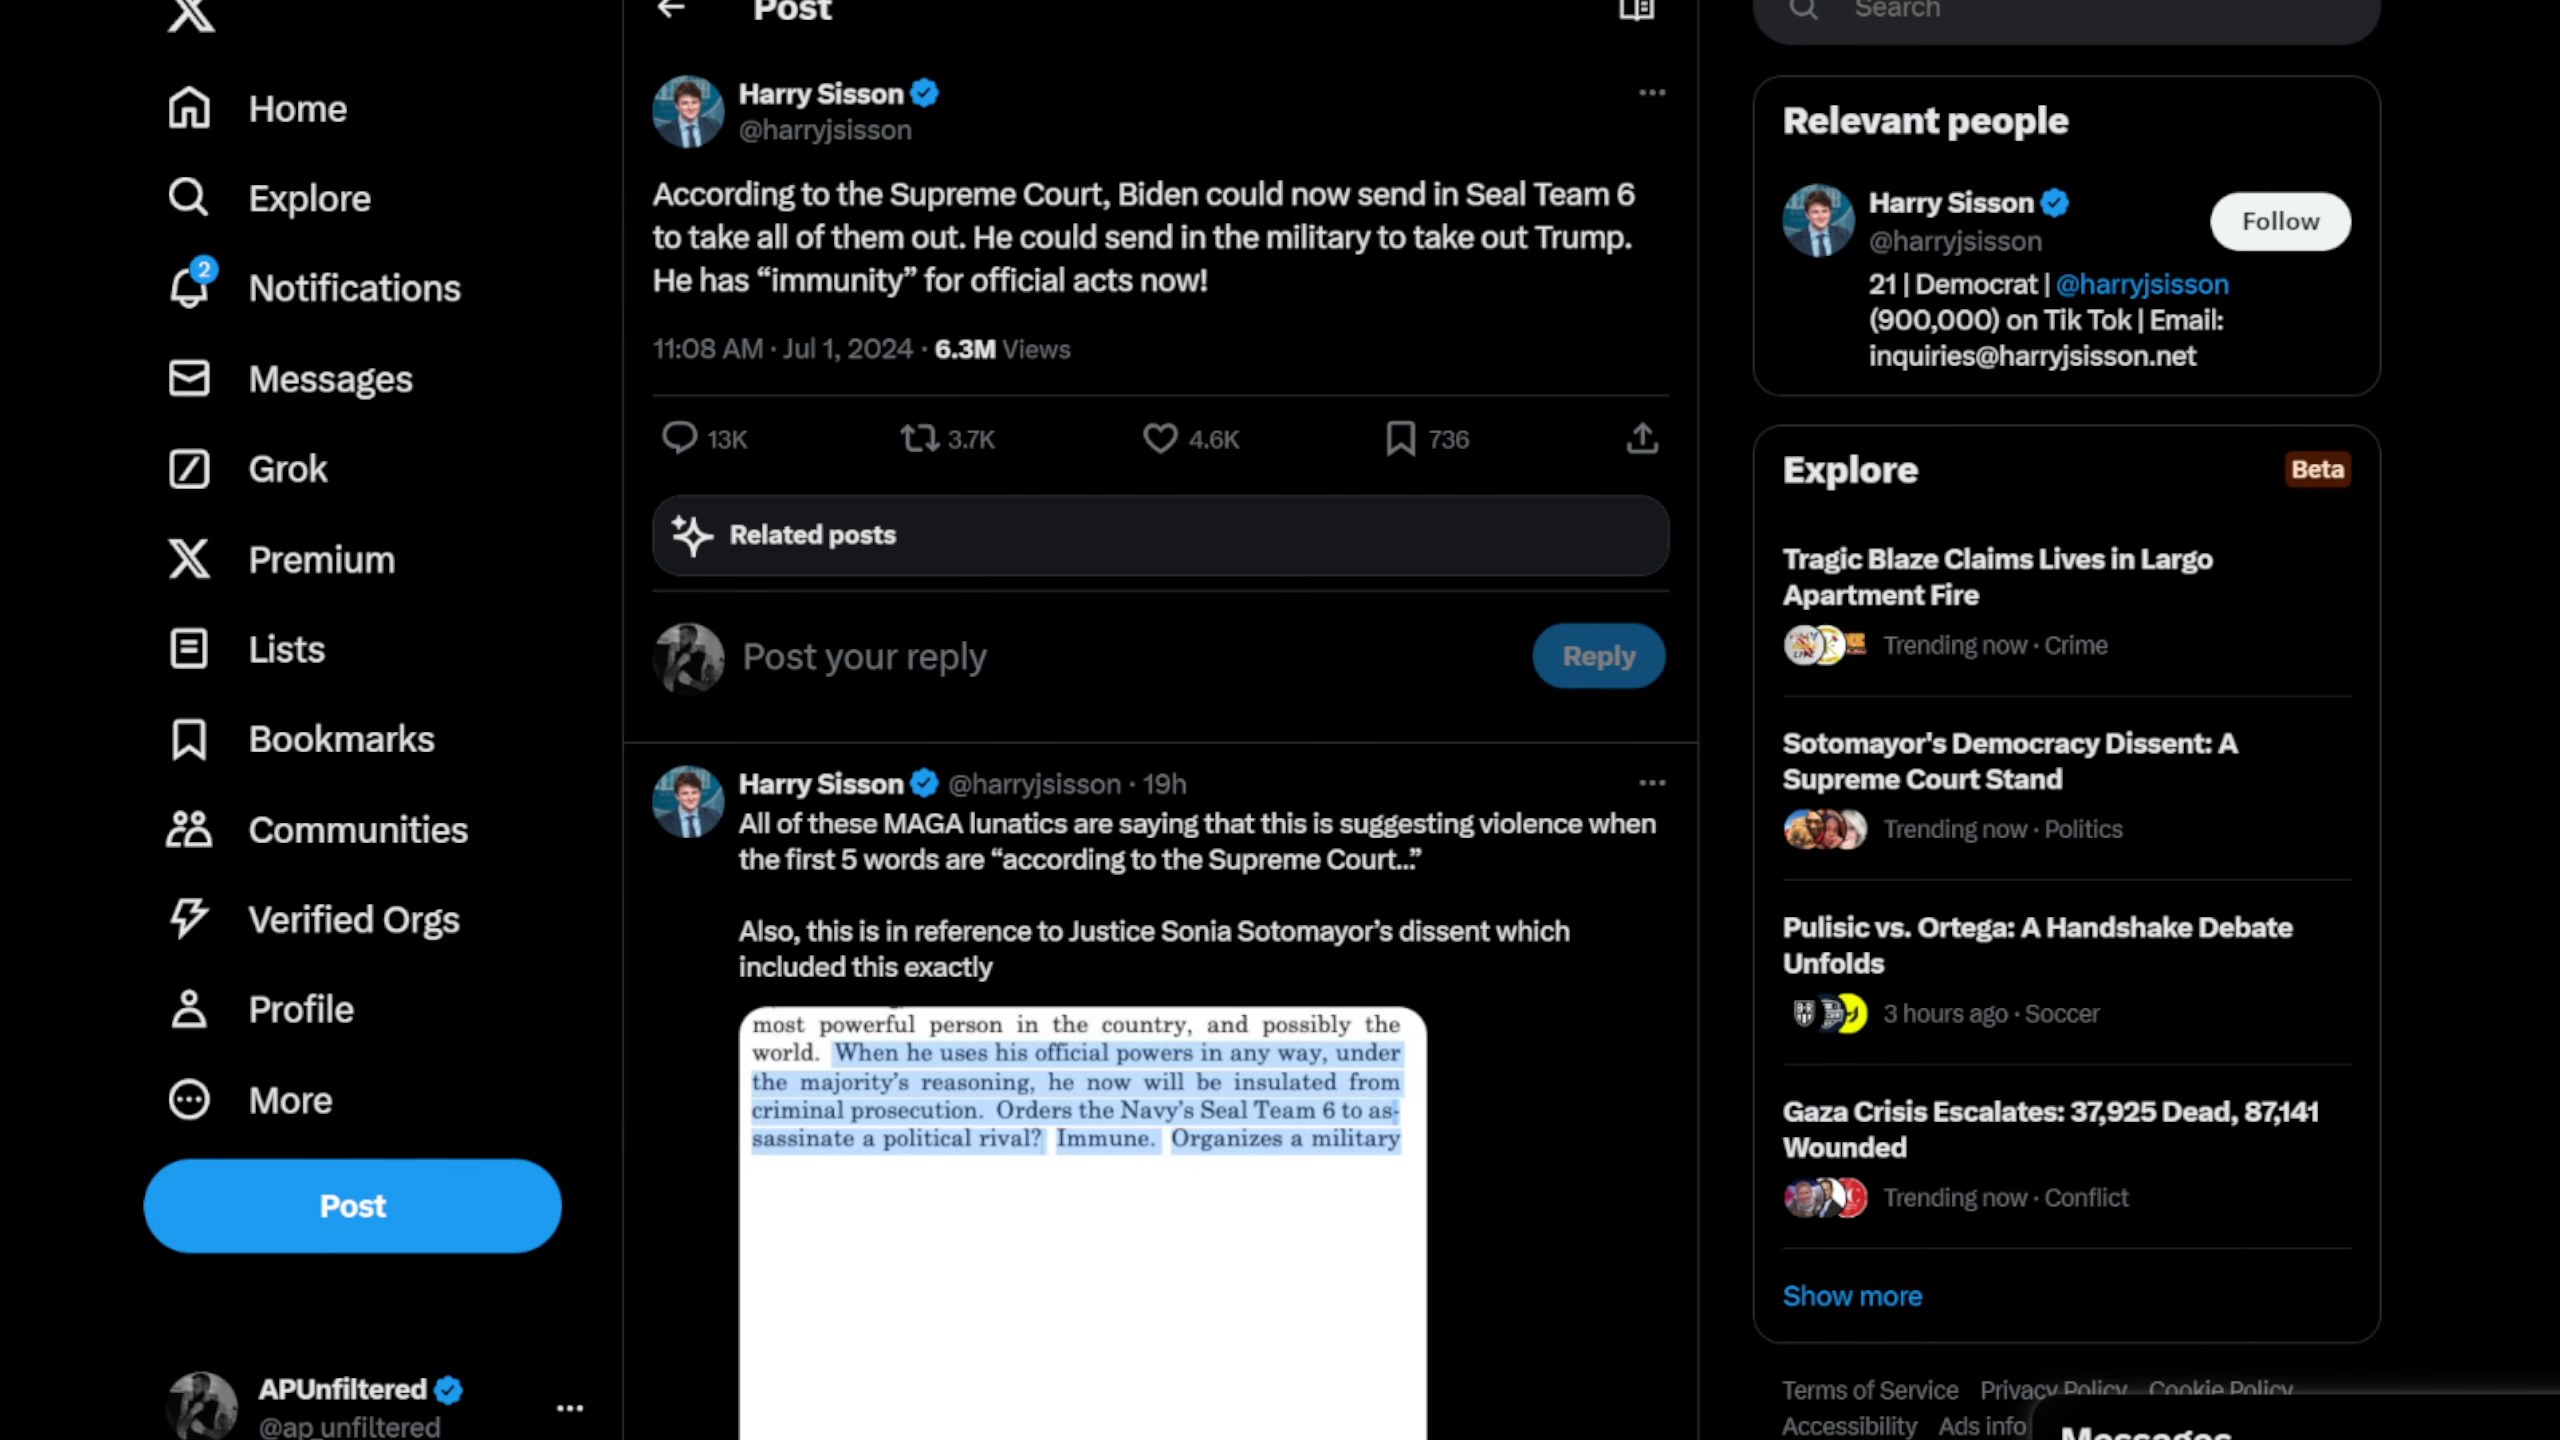 Home
Explore
2
Notifications
Messages
Grok
Premium
Lists
Bookmarks
Communities
Verified Orgs
Profile
More
Post
APUnfiltered
@ap_unfiltered
Post
Harry Sisson
@harryjsisson
According to the Supreme Court, Biden could now send in Seal Team 6
to take all of them out. He could send in the military to take out Trump.
He has “immunity” for official acts now!
11:08 AM · Jul 1, 2024 · 6.3M Views
13K 3.7K 4.6K 736
Related posts
Post your reply
Reply
Harry Sisson @harryjsisson · 19h
All of these MAGA lunatics are saying that this is suggesting violence when
the first 5 words are “according to the Supreme Court...”
Also, this is in reference to Justice Sonia Sotomayor’s dissent which
included this exactly
most powerful person in the country, and possibly the
world. When he uses his official powers in any way, under
the majority’s reasoning, he now will be insulated from
criminal prosecution. Orders the Navy’s Seal Team 6 to as-
sassinate a political rival? Immune. Organizes a military
Search
Relevant people
Harry Sisson
@harryjsisson
Follow
21 | Democrat | @harryjsisson
(900,000) on Tik Tok | Email:
inquiries@harryjsisson.net
Explore
Beta
Tragic Blaze Claims Lives in Largo
Apartment Fire
Trending now · Crime
Sotomayor's Democracy Dissent: A
Supreme Court Stand
Trending now · Politics
Pulisic vs. Ortega: A Handshake Debate
Unfolds
3 hours ago · Soccer
Gaza Crisis Escalates: 37,925 Dead, 87,141
Wounded
Trending now · Conflict
Show more
Terms of Service Privacy Policy Cookie Policy
Accessibility Ads info
Messages